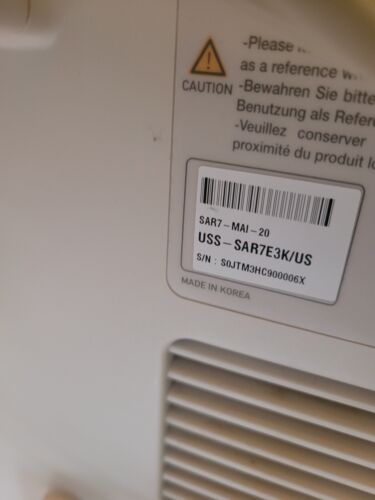 -Please
as a reference
CAUTION
-Bewahren Sie bitte
Benutzung als
-Veuillez conserver
proximité du produit
SAR7-MAI-20
USS-SAR7E3K/US
S/N : S0JTM3HC900006X
MADE IN KOREA